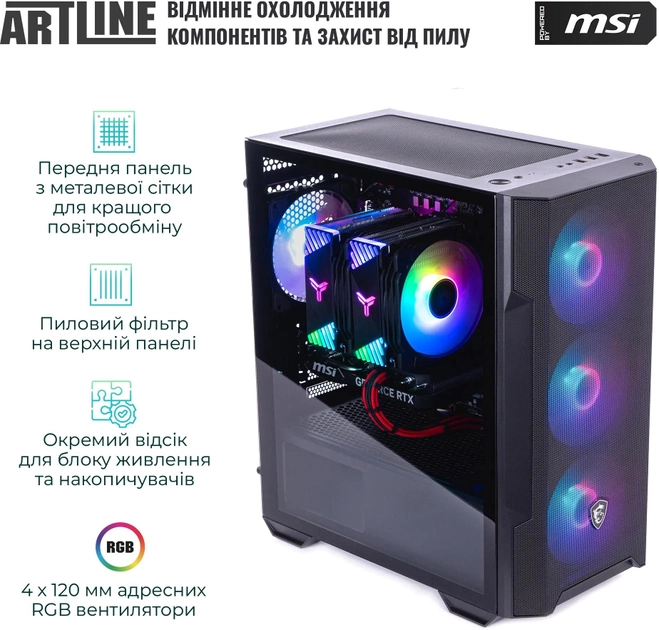 ARTLINE
ВІДМІННЕ ОХОЛОДЖЕННЯ
КОМПОНЕНТІВ ТА ЗАХИСТ ВІД ПИЛУ
POWERED
BY
msi
Передня панель
з металевої сітки
для кращого
повітрообміну
Пиловий фільтр
на верхній панелі
Окремий відсік
для блоку живлення
та накопичувачів
RGB
4 x 120 мм адресних
RGB вентилятори
msi
GEFORCE RTX